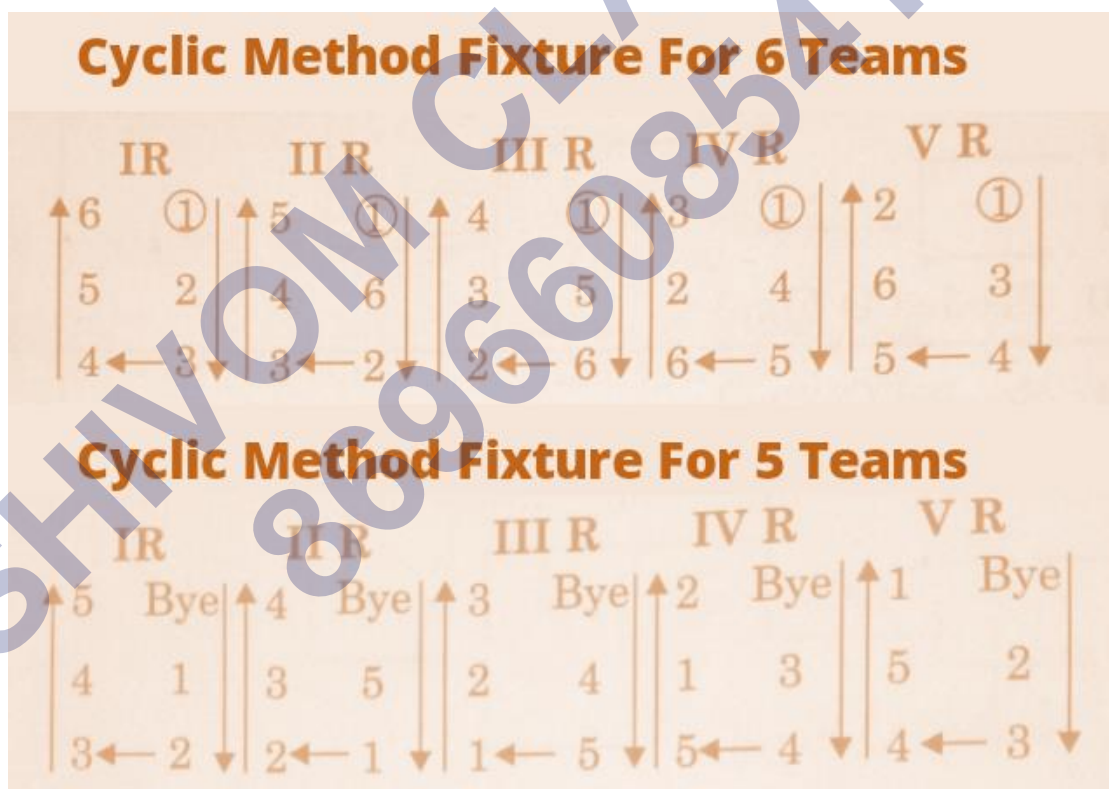 Cyclic Method Fixture For 6 Teams
IR II R III R IV R V R
6 ① 5 ① 4 ① 3 ① 2 ①
5 2 4 6 3 5 2 4 6 3
4 ← 3 3 ← 2 2 ← 6 6 ← 5 5 ← 4
Cyclic Method Fixture For 5 Teams
IR II R III R IV R V R
5 Bye 4 Bye 3 Bye 2 Bye 1 Bye
4 1 3 5 2 4 1 3 5 2
3 ← 2 2 ← 1 1 ← 5 5 ← 4 4 ← 3